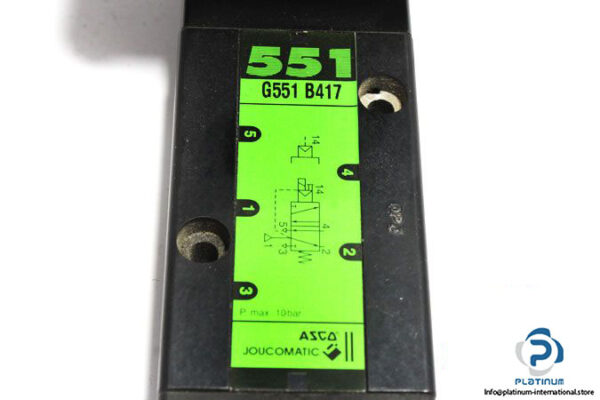 551
G551 B417
5
14
4
14
1
5
4
1
3
2
2
3
P max. 10bar
ASCO
JOUCOMATIC
PLATINUM
Info@platinum-international.store